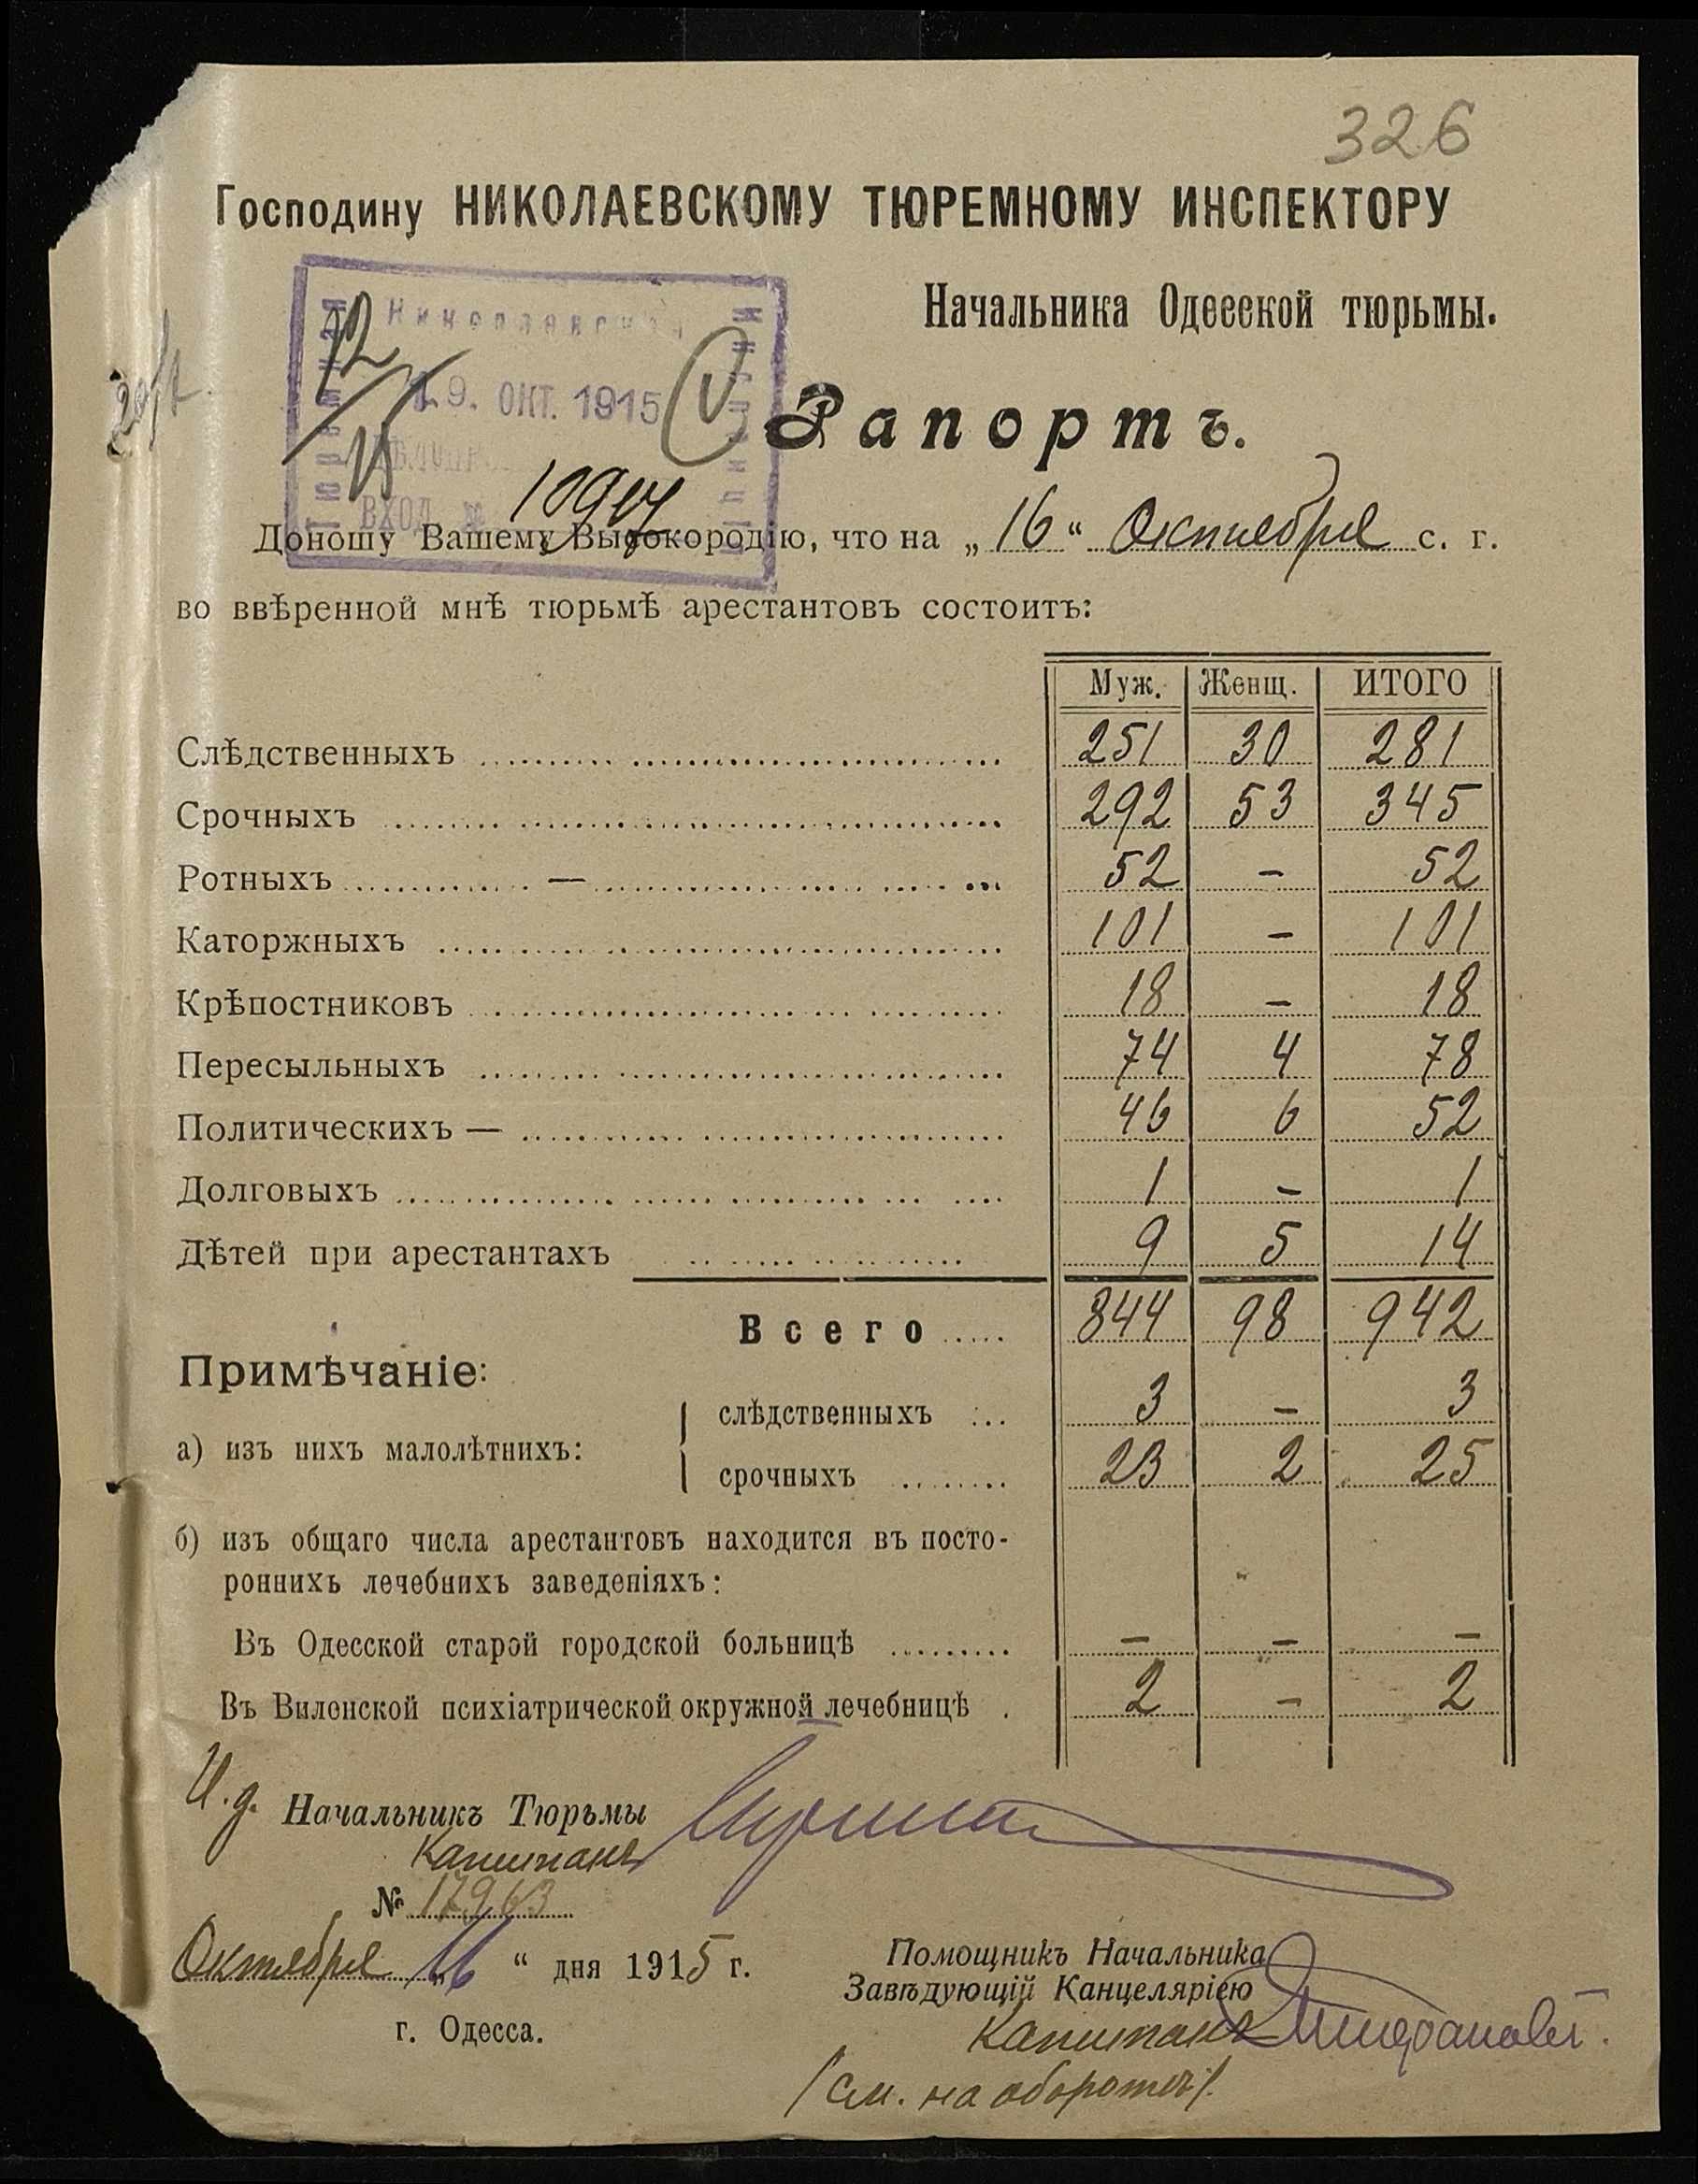 326
Господину НИКОЛАЕВСКОМУ ТЮРЕМНОМУ ИНСПЕКТОРУ
Начальника Одесской тюрьмы.
Николаевская
19. ОКТ. 1915
ВХОД. №
Рапортъ.
Доношу Вашему Высокородію, что на „16“ Октября с. г.
во ввѣренной мнѣ тюрьмѣ арестантовъ состоитъ:
Муж. Женщ. ИТОГО
Слѣдственныхъ 251 30 281
Срочныхъ 292 53 345
Ротныхъ — 52 - 52
Каторжныхъ 101 - 101
Крѣпостниковъ 18 - 18
Пересыльныхъ 74 4 78
Политическихъ — 46 6 52
Долговыхъ 1 - 1
Дѣтей при арестантахъ 9 5 14
Всего 844 98 942
Примѣчаніе:
а) изъ нихъ малолѣтнихъ:
слѣдственныхъ 3 - 3
срочныхъ 23 2 25
б) изъ общаго числа арестантовъ находится въ посто-
роннихъ лечебнихъ заведеніяхъ:
Въ Одесской старой городской больницѣ - - -
Въ Виленской психіатрической окружной лечебницѣ 2 - 2
И. д. Начальникъ Тюрьмы
Капитанъ
№ 17963
Октября 16 “ дня 1915 г.
г. Одесса.
Помощникъ Начальника
Завѣдующій Канцеляріею
Капитанъ
/см. на оборотѣ/.